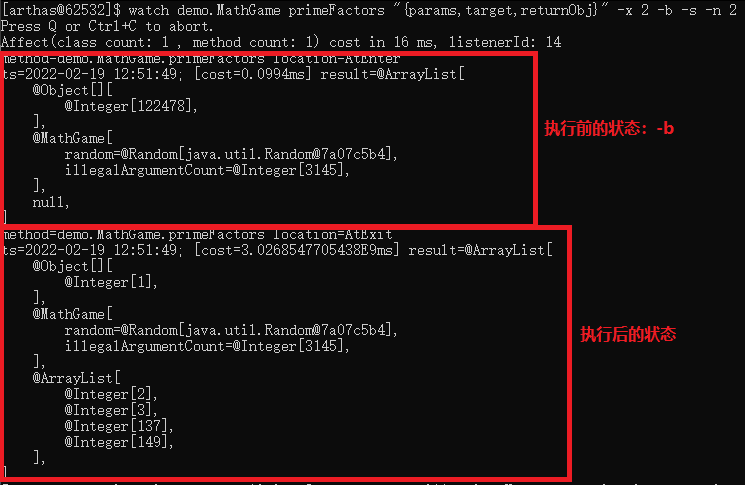 [arthas@62532]$ watch demo.MathGame primeFactors "{params,target,returnObj}" -x 2 -b -s -n 2
Press Q or Ctrl+C to abort.
Affect(class count: 1 , method count: 1) cost in 16 ms, listenerId: 14
method=demo.MathGame.primeFactors location=AtEnter
ts=2022-02-19 12:51:49; [cost=0.0994ms] result=@ArrayList[
@Object[][
@Integer[122478],
],
@MathGame[
random=@Random[java.util.Random@7a07c5b4],
illegalArgumentCount=@Integer[3145],
],
null,
]
执行前的状态：-b
method=demo.MathGame.primeFactors location=AtExit
ts=2022-02-19 12:51:49; [cost=3.0268547705438E9ms] result=@ArrayList[
@Object[][
@Integer[1],
],
@MathGame[
random=@Random[java.util.Random@7a07c5b4],
illegalArgumentCount=@Integer[3145],
],
@ArrayList[
@Integer[2],
@Integer[3],
@Integer[137],
@Integer[149],
],
]
执行后的状态